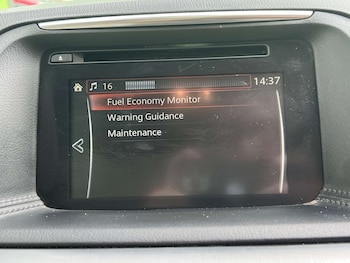 16
14:37
Fuel Economy Monitor
Warning Guidance
Maintenance